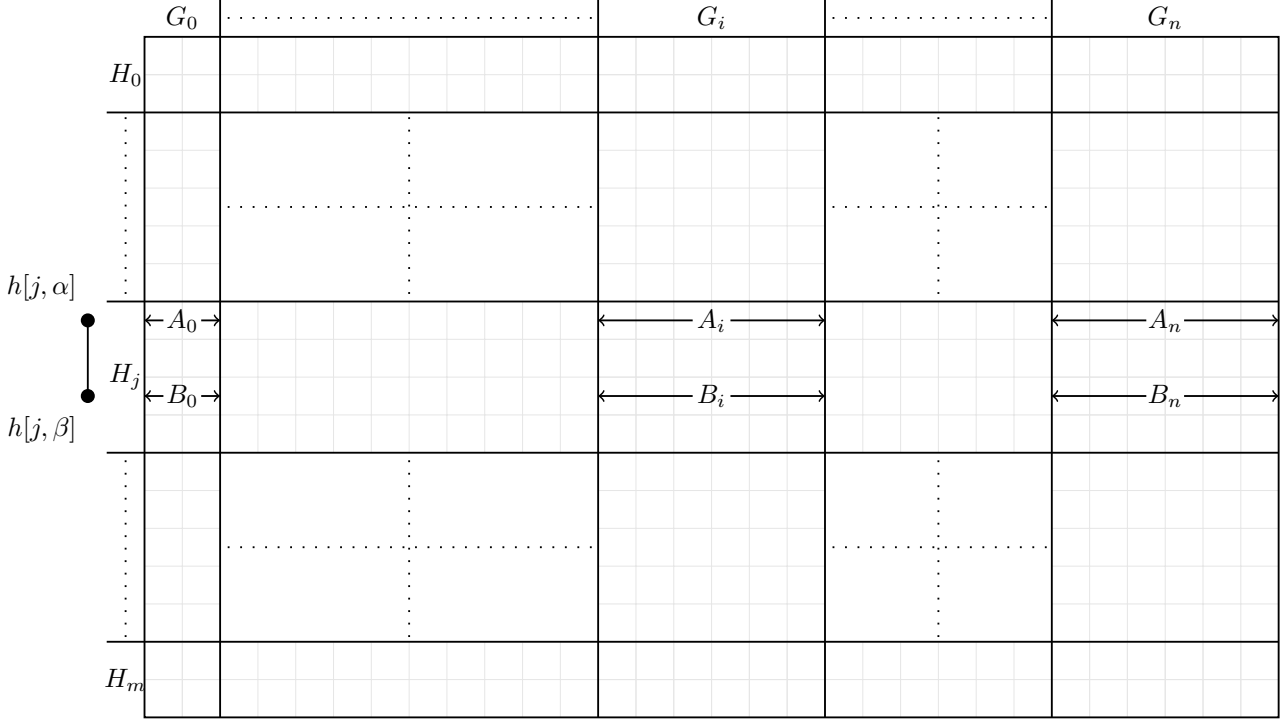 G_0 G_i G_n
H_0
h[j, α]
A_0 A_i A_n
H_j
B_0 B_i B_n
h[j, β]
H_m